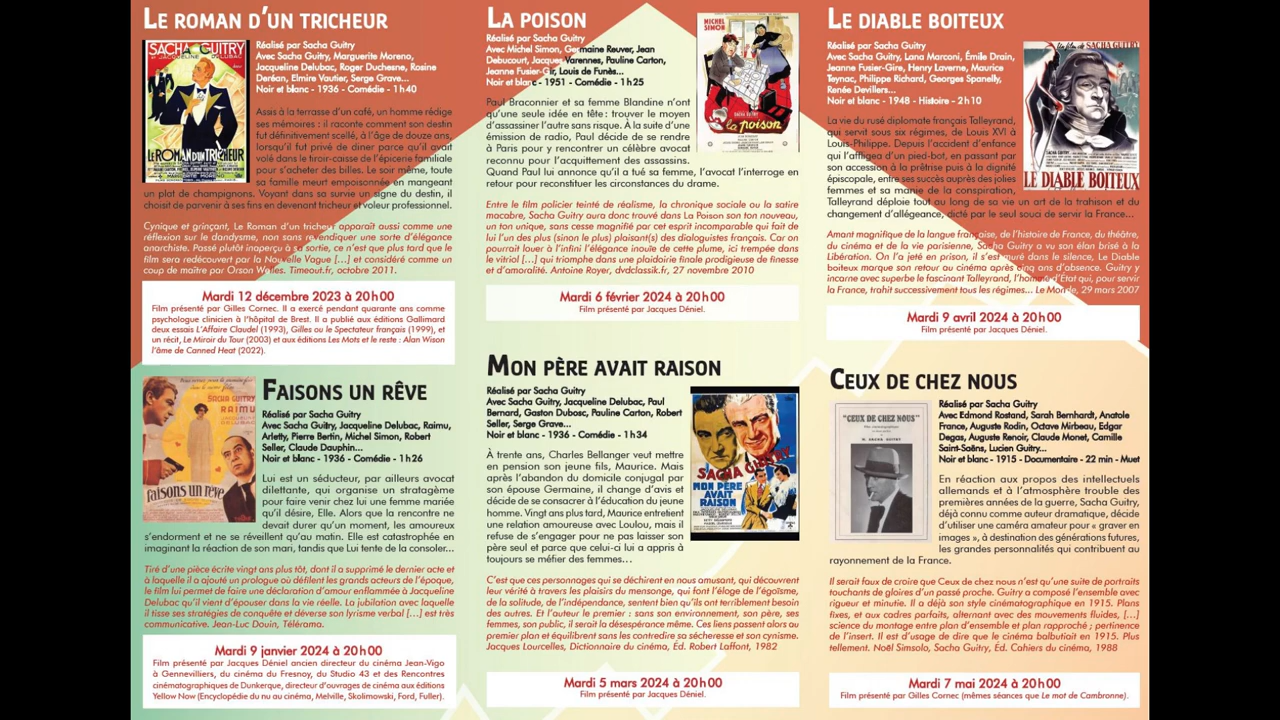 LE ROMAN D'UN TRICHEUR
SACHA GUITRY
LE ROMAN D'UN TRICHEUR
Réalisé par Sacha Guitry
Avec Sacha Guitry, Marguerite Moreno,
Jacqueline Delubac, Roger Duchesne, Rosine
Deréan, Elmire Vautier, Serge Grave...
Noir et blanc - 1936 - Comédie - 1h40
Assis à la terrasse d'un café, un homme rédige
ses mémoires : il raconte comment son destin
fut définitivement scellé, à l'âge de douze ans,
lorsqu'il fut privé de diner parce qu'il avait
volé dans le tiroir-caisse de l'épicerie familiale
pour s'acheter des billes. Le soir même, toute
sa famille meurt empoisonnée en mangeant
un plat de champignons. Voyant dans sa survie un signe du destin, il
choisit de parvenir à ses fins en devenant tricheur et voleur professionnel.
Cynique et grinçant, Le Roman d'un tricheur apparaît aussi comme une
réflexion sur le dandysme, non sans revendiquer une sorte d'élégance
anarchiste. Passé plutôt inaperçu à sa sortie, ce n'est que plus tard que le
film sera redécouvert par la Nouvelle Vague [...] et considéré comme un
coup de maître par Orson Welles. Timeout.fr, octobre 2011.
Mardi 12 décembre 2023 à 20h00
Film présenté par Gilles Cornec. Il a exercé pendant quarante ans comme
psychologue clinicien à l'hôpital de Brest. Il a publié aux éditions Gallimard
deux essais L'Affaire Claudel (1993), Gilles ou le Spectateur français (1999), et
un récit, Le Miroir du Tour (2003) et aux éditions Les Mots et le reste : Alan Wison
l'âme de Canned Heat (2022).
FAISONS UN RÊVE
SACHA GUITRY
RAIMU
faisons un rêve
Réalisé par Sacha Guitry
Avec Sacha Guitry, Jacqueline Delubac, Raimu,
Arletty, Pierre Bertin, Michel Simon, Robert
Seller, Claude Dauphin...
Noir et blanc - 1936 - Comédie - 1h26
Lui est un séducteur, par ailleurs avocat
dilettante, qui organise un stratagème
pour faire venir chez lui une femme mariée
qu'il désire, Elle. Alors que la rencontre ne
devait durer qu'un moment, les amoureux
s'endorment et ne se réveillent qu'au matin. Elle est catastrophée en
imaginant la réaction de son mari, tandis que Lui tente de la consoler...
Tiré d'une pièce écrite vingt ans plus tôt, dont il a supprimé le dernier acte et
à laquelle il a ajouté un prologue où défilent les grands acteurs de l'époque,
le film lui permet de faire une déclaration d'amour enflammée à Jacqueline
Delubac qu'il vient d'épouser dans la vie réelle. La jubilation avec laquelle
il tisse ses stratégies de conquête et déverse son lyrisme verbal [...] est très
communicative. Jean-Luc Douin, Télérama.
Mardi 9 janvier 2024 à 20h00
Film présenté par Jacques Déniel ancien directeur du cinéma Jean-Vigo
à Gennevilliers, du cinéma du Fresnoy, du Studio 43 et des Rencontres
cinématographiques de Dunkerque, directeur d'ouvrages de cinéma aux éditions
Yellow Now (Encyclopédie du nu au cinéma, Melville, Skolimowski, Ford, Fuller).
LA POISON
Réalisé par Sacha Guitry
Avec Michel Simon, Germaine Reuver, Jean
Debucourt, Jacques Varennes, Pauline Carton,
Jeanne Fusier-Gir, Louis de Funès...
Noir et blanc - 1951 - Comédie - 1h25
MICHEL
SIMON
la poison
Paul Braconnier et sa femme Blandine n'ont
qu'une seule idée en tête : trouver le moyen
d'assassiner l'autre sans risque. À la suite d'une
émission de radio, Paul décide de se rendre
à Paris pour y rencontrer un célèbre avocat
reconnu pour l'acquittement des assassins.
Quand Paul lui annonce qu'il a tué sa femme, l'avocat l'interroge en
retour pour reconstituer les circonstances du drame.
Entre le film policier teinté de réalisme, la chronique sociale ou la satire
macabre, Sacha Guitry aura donc trouvé dans La Poison son ton nouveau,
un ton unique, sans cesse magnifié par cet esprit incomparable qui fait de
lui l'un des plus (sinon le plus) plaisant(s) des dialoguistes français. Car on
pourrait louer à l'infini l'élégance inouïe de cette plume, ici trempée dans
le vitriol [...] qui triomphe dans une plaidoirie finale prodigieuse de finesse
et d'amoralité. Antoine Royer, dvdclassik.fr, 27 novembre 2010
Mardi 6 février 2024 à 20h00
Film présenté par Jacques Déniel.
MON PÈRE AVAIT RAISON
Réalisé par Sacha Guitry
Avec Sacha Guitry, Jacqueline Delubac, Paul
Bernard, Gaston Dubosc, Pauline Carton, Robert
Seller, Serge Grave...
Noir et blanc - 1936 - Comédie - 1h34
SACHA GUITRY
MON PÈRE
AVAIT
RAISON
À trente ans, Charles Bellanger veut mettre
en pension son jeune fils, Maurice. Mais
après l'abandon du domicile conjugal par
son épouse Germaine, il change d'avis et
décide de se consacrer à l'éducation du jeune
homme. Vingt ans plus tard, Maurice entretient
une relation amoureuse avec Loulou, mais il
refuse de s'engager pour ne pas laisser son
père seul et parce que celui-ci lui a appris à
toujours se méfier des femmes...
C'est que ces personnages qui se déchirent en nous amusant, qui découvrent
leur vérité à travers les plaisirs du mensonge, qui font l'éloge de l'égoïsme,
de la solitude, de l'indépendance, sentent bien qu'ils ont terriblement besoin
des autres. Et l'auteur le premier : sans son environnement, son père, ses
femmes, son public, il serait la désespérance même. Ces liens passent alors au
premier plan et équilibrent sans les contredire sa sécheresse et son cynisme.
Jacques Lourcelles, Dictionnaire du cinéma, Éd. Robert Laffont, 1982
Mardi 5 mars 2024 à 20h00
Film présenté par Jacques Déniel.
LE DIABLE BOITEUX
Réalisé par Sacha Guitry
Avec Sacha Guitry, Lana Marconi, Émile Drain,
Jeanne Fusier-Gire, Henry Laverne, Maurice
Teynac, Philippe Richard, Georges Spanelly,
Renée Devillers...
Noir et blanc - 1948 - Histoire - 2h10
Un film de SACHA GUITRY
LE DIABLE BOITEUX
La vie du rusé diplomate français Talleyrand,
qui servit sous six régimes, de Louis XVI à
Louis-Philippe. Depuis l'accident d'enfance
qui l'affligea d'un pied-bot, en passant par
son accession à la prêtrise puis à la dignité
épiscopale, entre ses succès auprès des jolies
femmes et sa manie de la conspiration,
Talleyrand déploie tout au long de sa vie un art de la trahison et du
changement d'allégeance, dicté par le seul souci de servir la France...
Amant magnifique de la langue française, de l'histoire de France, du théâtre,
du cinéma et de la vie parisienne, Sacha Guitry a vu son élan brisé à la
Libération. On l'a jeté en prison, il s'est muré dans le silence, Le Diable
boiteux marque son retour au cinéma après cinq ans d'absence. Guitry y
incarne avec superbe le fascinant Talleyrand, l'homme d'État qui, pour servir
la France, trahit successivement tous les régimes... Le Monde, 29 mars 2007
Mardi 9 avril 2024 à 20h00
Film présenté par Jacques Déniel.
CEUX DE CHEZ NOUS
"CEUX DE CHEZ NOUS"
M. SACHA GUITRY
Réalisé par Sacha Guitry
Avec Edmond Rostand, Sarah Bernhardt, Anatole
France, Auguste Rodin, Octave Mirbeau, Edgar
Degas, Auguste Renoir, Claude Monet, Camille
Saint-Saëns, Lucien Guitry...
Noir et blanc - 1915 - Documentaire - 22 min - Muet
En réaction aux propos des intellectuels
allemands et à l'atmosphère trouble des
premières années de la guerre, Sacha Guitry,
déjà connu comme auteur dramatique, décide
d'utiliser une caméra amateur pour « graver en
images », à destination des générations futures,
les grandes personnalités qui contribuent au
rayonnement de la France.
Il serait faux de croire que Ceux de chez nous n'est qu'une suite de portraits
touchants de gloires d'un passé proche. Guitry a composé l'ensemble avec
rigueur et minutie. Il a déjà son style cinématographique en 1915. Plans
fixes, et aux cadres parfaits, alternant avec des mouvements fluides, [...]
science du montage entre plan d'ensemble et plan rapproché ; pertinence
de l'insert. Il est d'usage de dire que le cinéma balbutiait en 1915. Plus
tellement. Noël Simsolo, Sacha Guitry, Éd. Cahiers du cinéma, 1988
Mardi 7 mai 2024 à 20h00
Film présenté par Gilles Cornec (mêmes séances que Le mot de Cambronne).